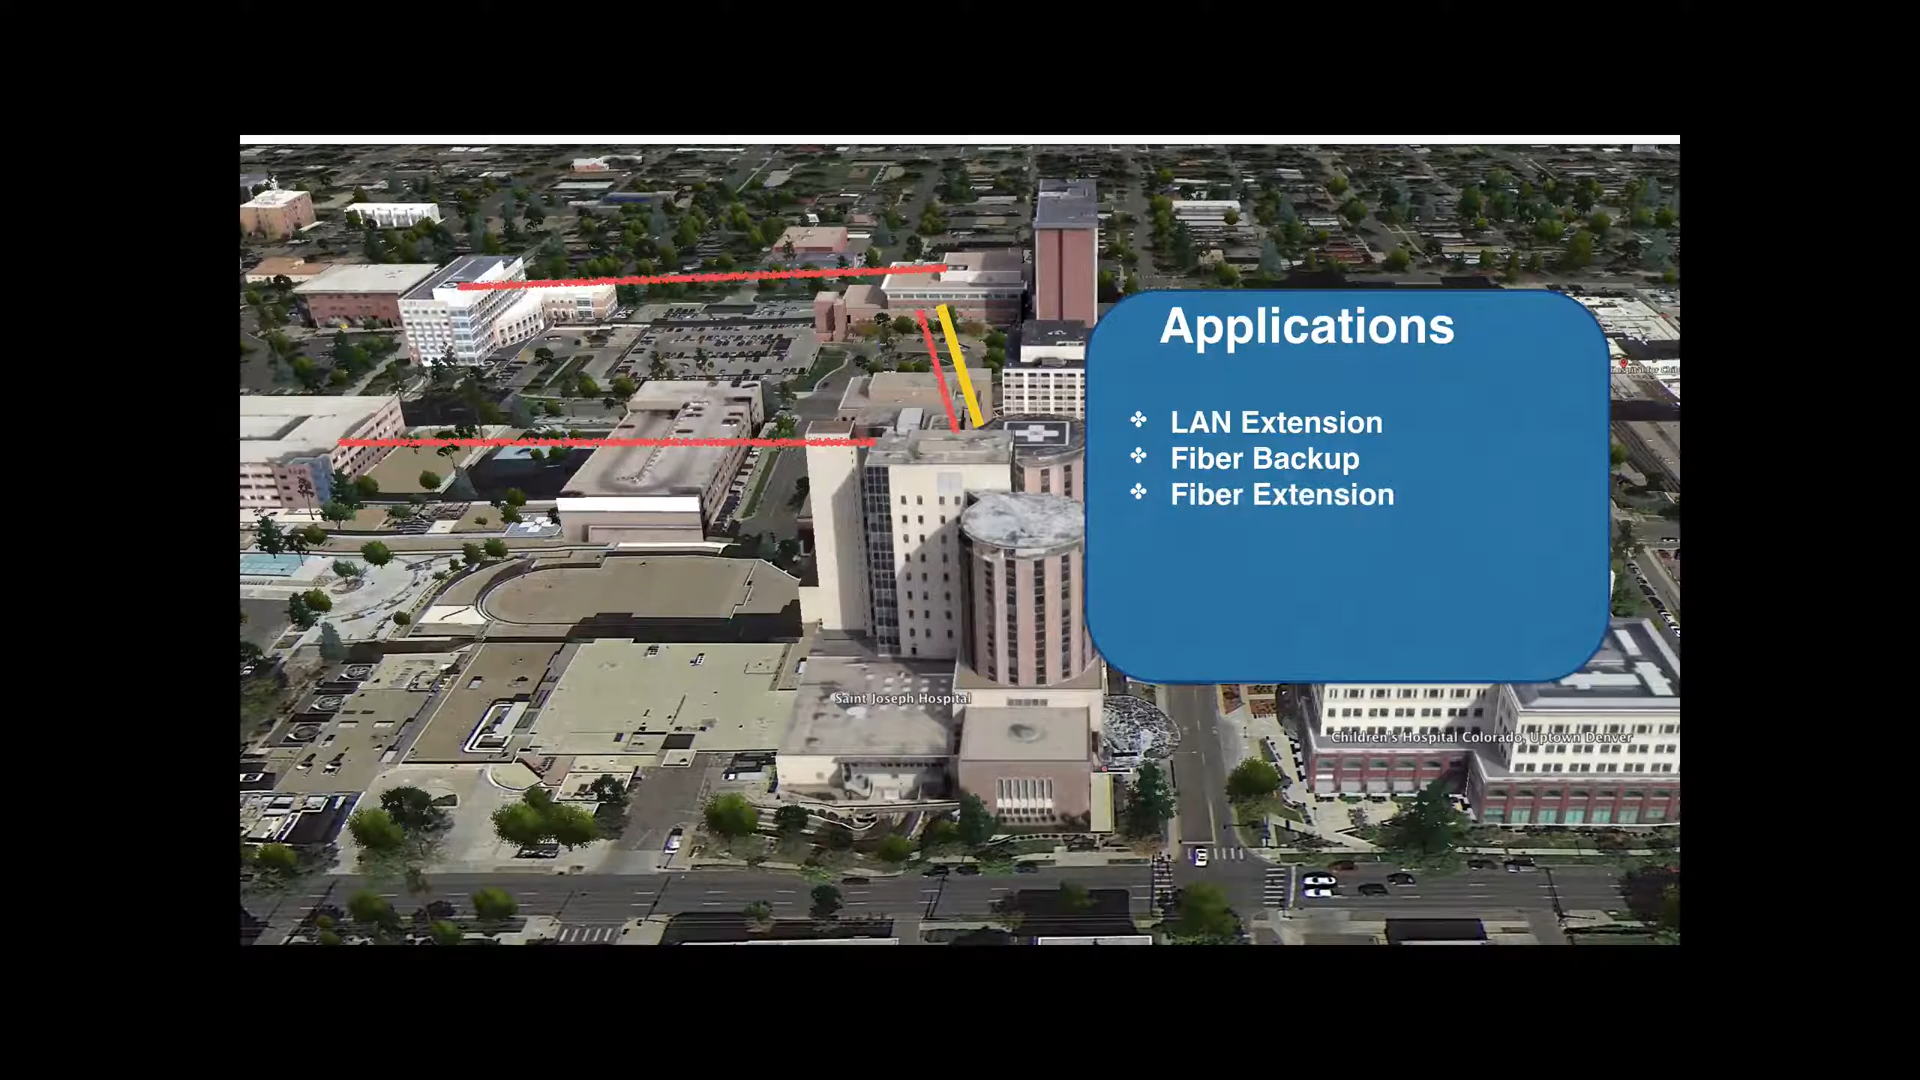 Applications
LAN Extension
Fiber Backup
Fiber Extension
Saint Joseph Hospital
Children's Hospital Colorado, Uptown Denver